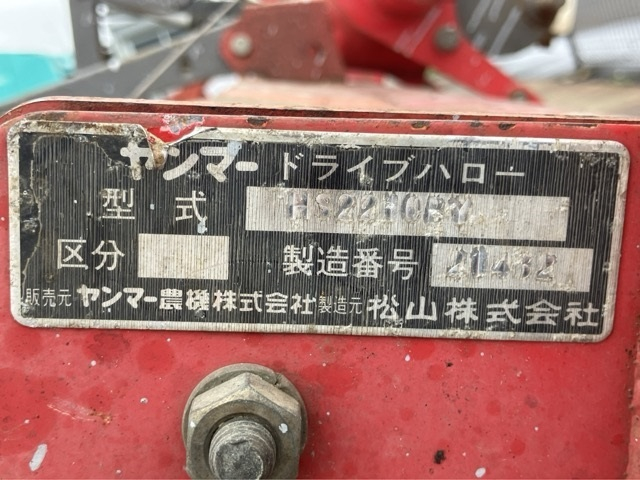 ヤンマー ドライブハロー
型式
区分 製造番号 21432
販売元 ヤンマー農機株式会社 製造元 松山株式会社